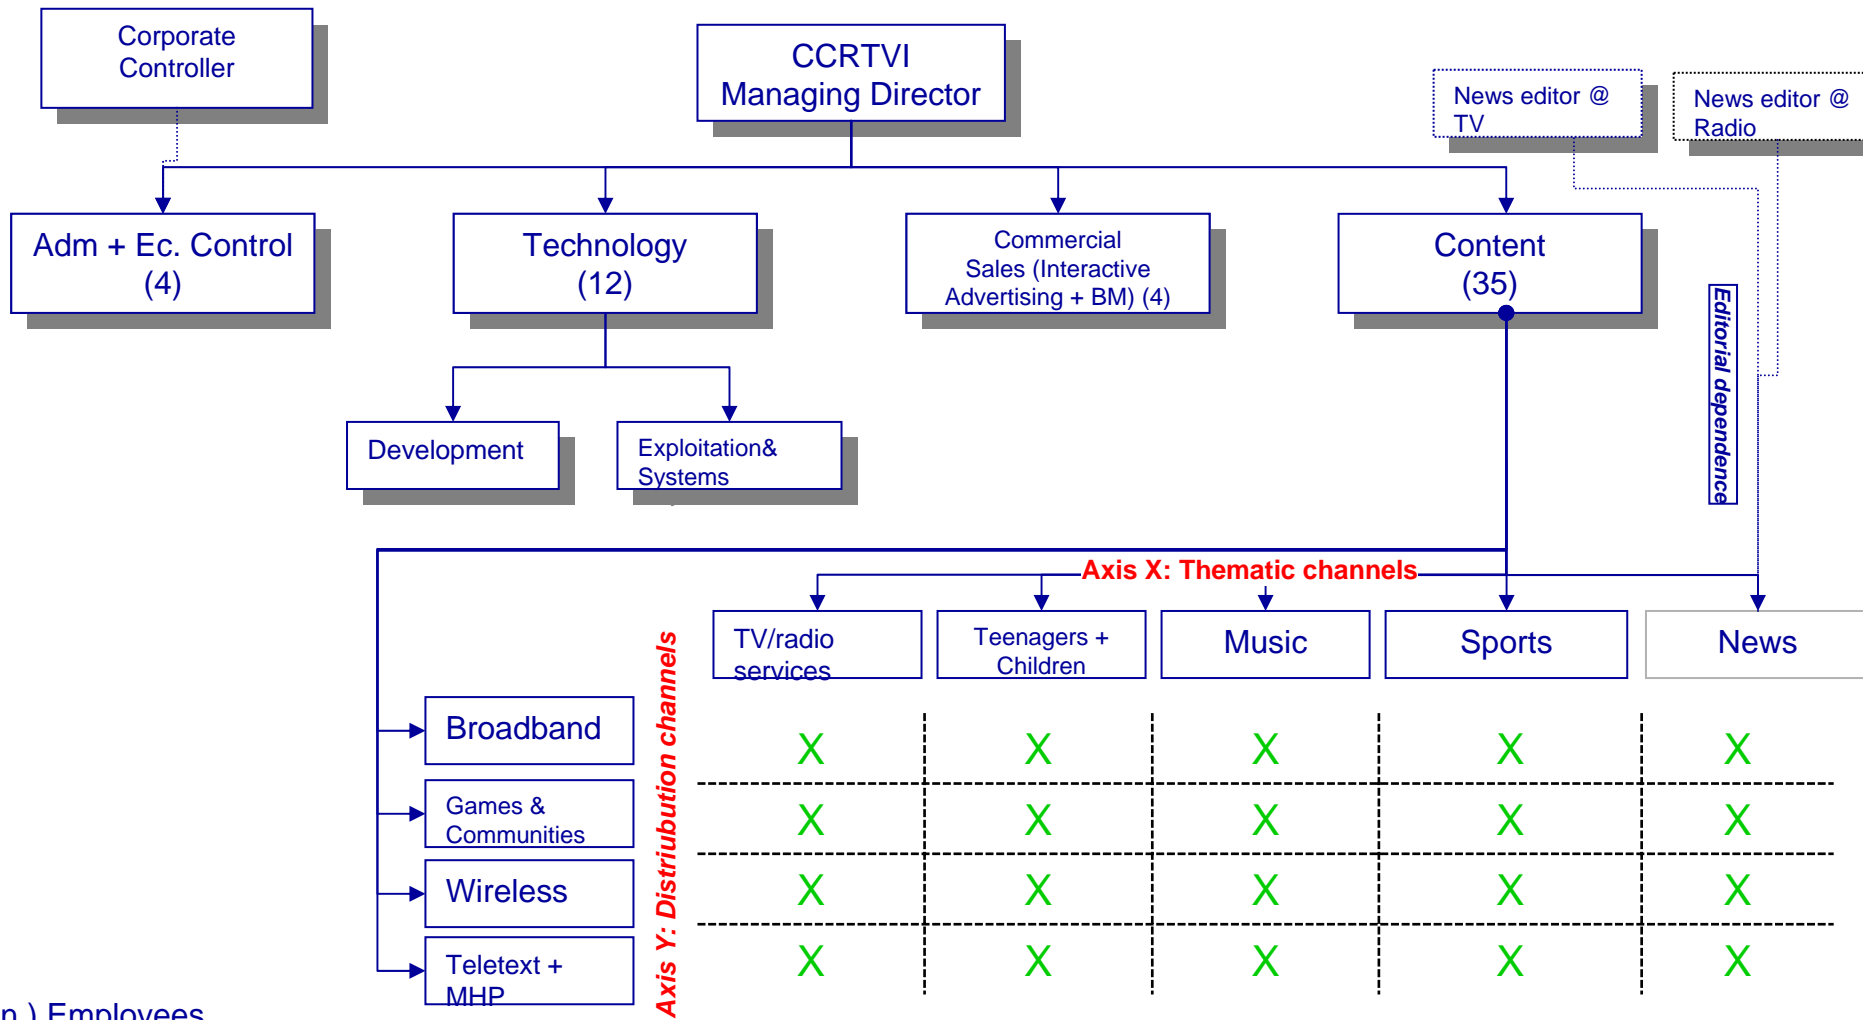 Corporate
Controller
CCRTVI
Managing Director
News editor @
TV
News editor @
Radio
Adm + Ec. Control
(4)
Technology
(12)
Commercial
Sales (Interactive
Advertising + BM) (4)
Content
(35)
Editorial dependence
Development
Exploitation&
Systems
Axis X: Thematic channels
TV/radio
services
Teenagers +
Children
Music
Sports
News
Axis Y: Distriubution channels
Broadband
X X X X X
Games &
Communities
X X X X X
Wireless
X X X X X
Teletext +
MHP
X X X X X
n ) Employees